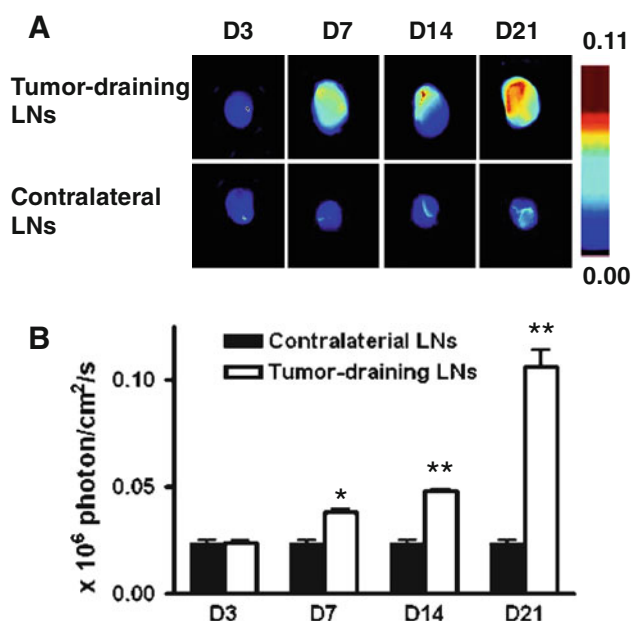 A
D3 D7 D14 D21
0.11
Tumor-draining
LNs
Contralateral
LNs
0.00
B
Contralaterial LNs
Tumor-draining LNs
**
**
*
0.10
0.05
0.00
x 10⁶ photon/cm²/s
D3 D7 D14 D21